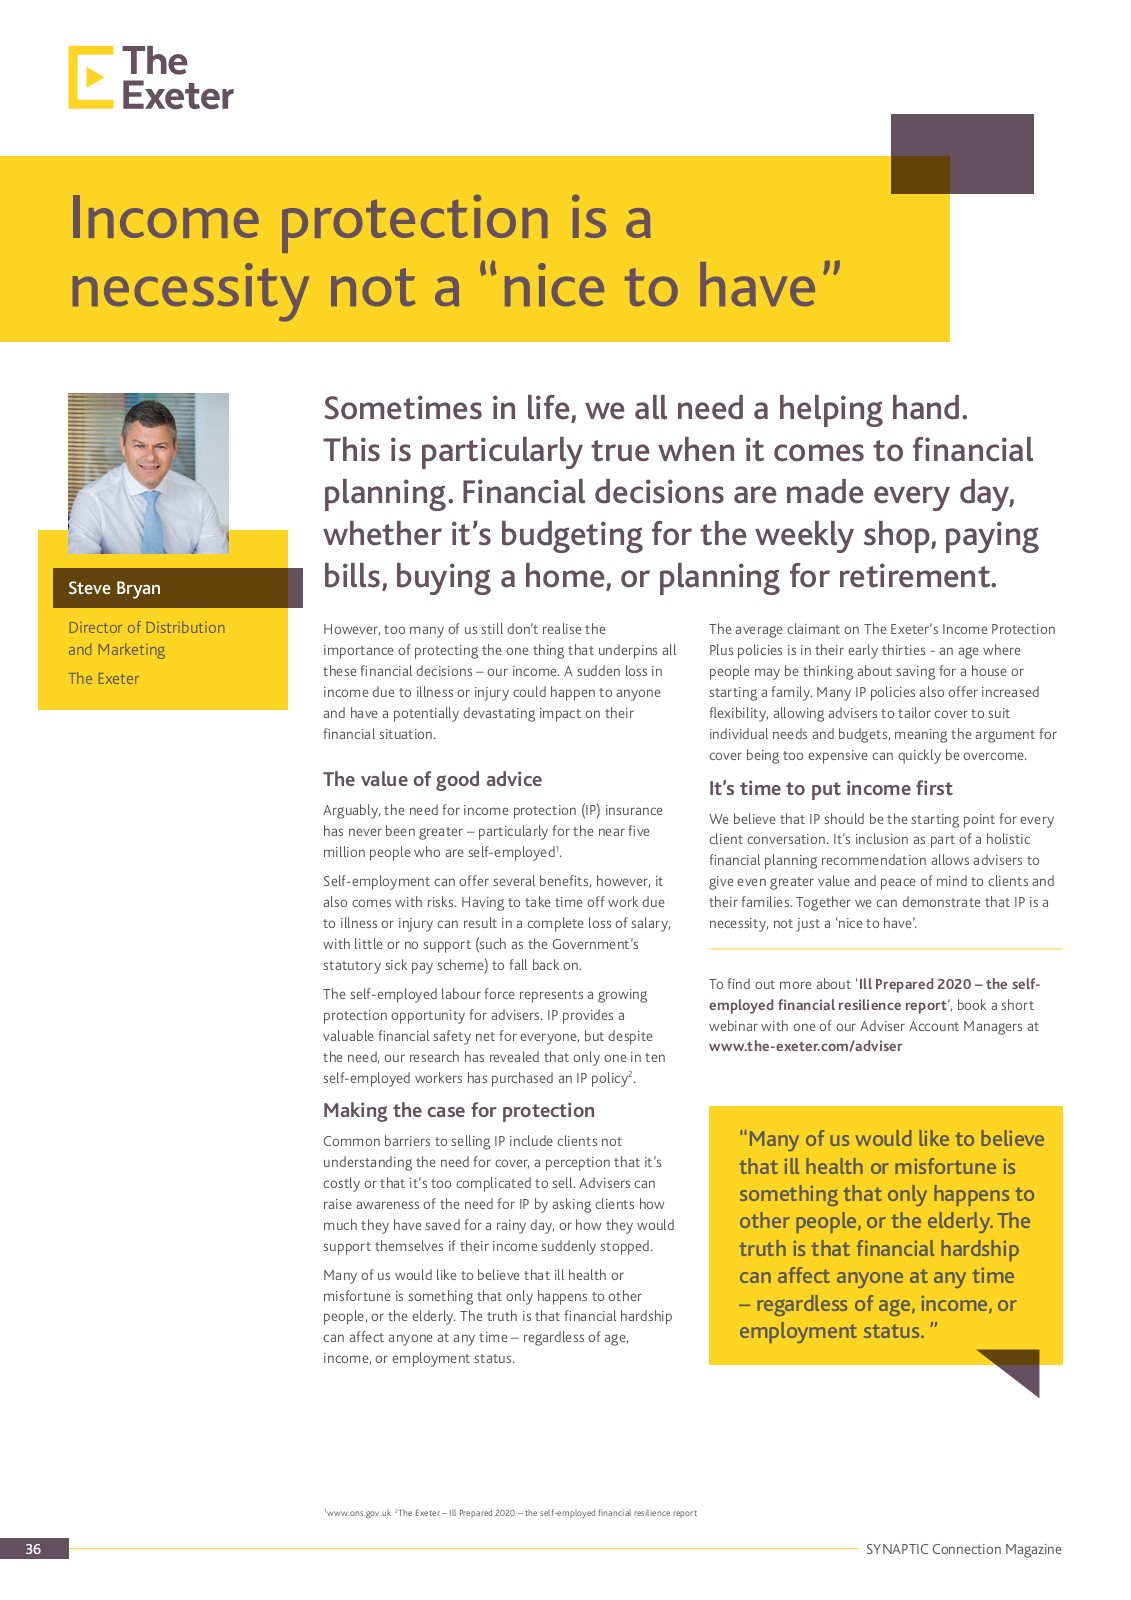 The
Exeter
Income protection is a
necessity not a “nice to have”
Steve Bryan
Director of Distribution
and Marketing
The Exeter
Sometimes in life, we all need a helping hand.
This is particularly true when it comes to financial
planning. Financial decisions are made every day,
whether it’s budgeting for the weekly shop, paying
bills, buying a home, or planning for retirement.
However, too many of us still don’t realise the
importance of protecting the one thing that underpins all
these financial decisions – our income. A sudden loss in
income due to illness or injury could happen to anyone
and have a potentially devastating impact on their
financial situation.
The value of good advice
Arguably, the need for income protection (IP) insurance
has never been greater – particularly for the near five
million people who are self-employed¹.
Self-employment can offer several benefits, however, it
also comes with risks. Having to take time off work due
to illness or injury can result in a complete loss of salary,
with little or no support (such as the Government’s
statutory sick pay scheme) to fall back on.
The self-employed labour force represents a growing
protection opportunity for advisers. IP provides a
valuable financial safety net for everyone, but despite
the need, our research has revealed that only one in ten
self-employed workers has purchased an IP policy².
Making the case for protection
Common barriers to selling IP include clients not
understanding the need for cover, a perception that it’s
costly or that it’s too complicated to sell. Advisers can
raise awareness of the need for IP by asking clients how
much they have saved for a rainy day, or how they would
support themselves if their income suddenly stopped.
Many of us would like to believe that ill health or
misfortune is something that only happens to other
people, or the elderly. The truth is that financial hardship
can affect anyone at any time – regardless of age,
income, or employment status.
The average claimant on The Exeter’s Income Protection
Plus policies is in their early thirties - an age where
people may be thinking about saving for a house or
starting a family. Many IP policies also offer increased
flexibility, allowing advisers to tailor cover to suit
individual needs and budgets, meaning the argument for
cover being too expensive can quickly be overcome.
It’s time to put income first
We believe that IP should be the starting point for every
client conversation. It’s inclusion as part of a holistic
financial planning recommendation allows advisers to
give even greater value and peace of mind to clients and
their families. Together we can demonstrate that IP is a
necessity, not just a ‘nice to have’.
To find out more about ‘Ill Prepared 2020 – the self-
employed financial resilience report’, book a short
webinar with one of our Adviser Account Managers at
www.the-exeter.com/adviser
“Many of us would like to believe
that ill health or misfortune is
something that only happens to
other people, or the elderly. The
truth is that financial hardship
can affect anyone at any time
– regardless of age, income, or
employment status. ”
¹www.ons.gov.uk ²The Exeter – Ill Prepared 2020 – the self-employed financial resilience report
36
SYNAPTIC Connection Magazine